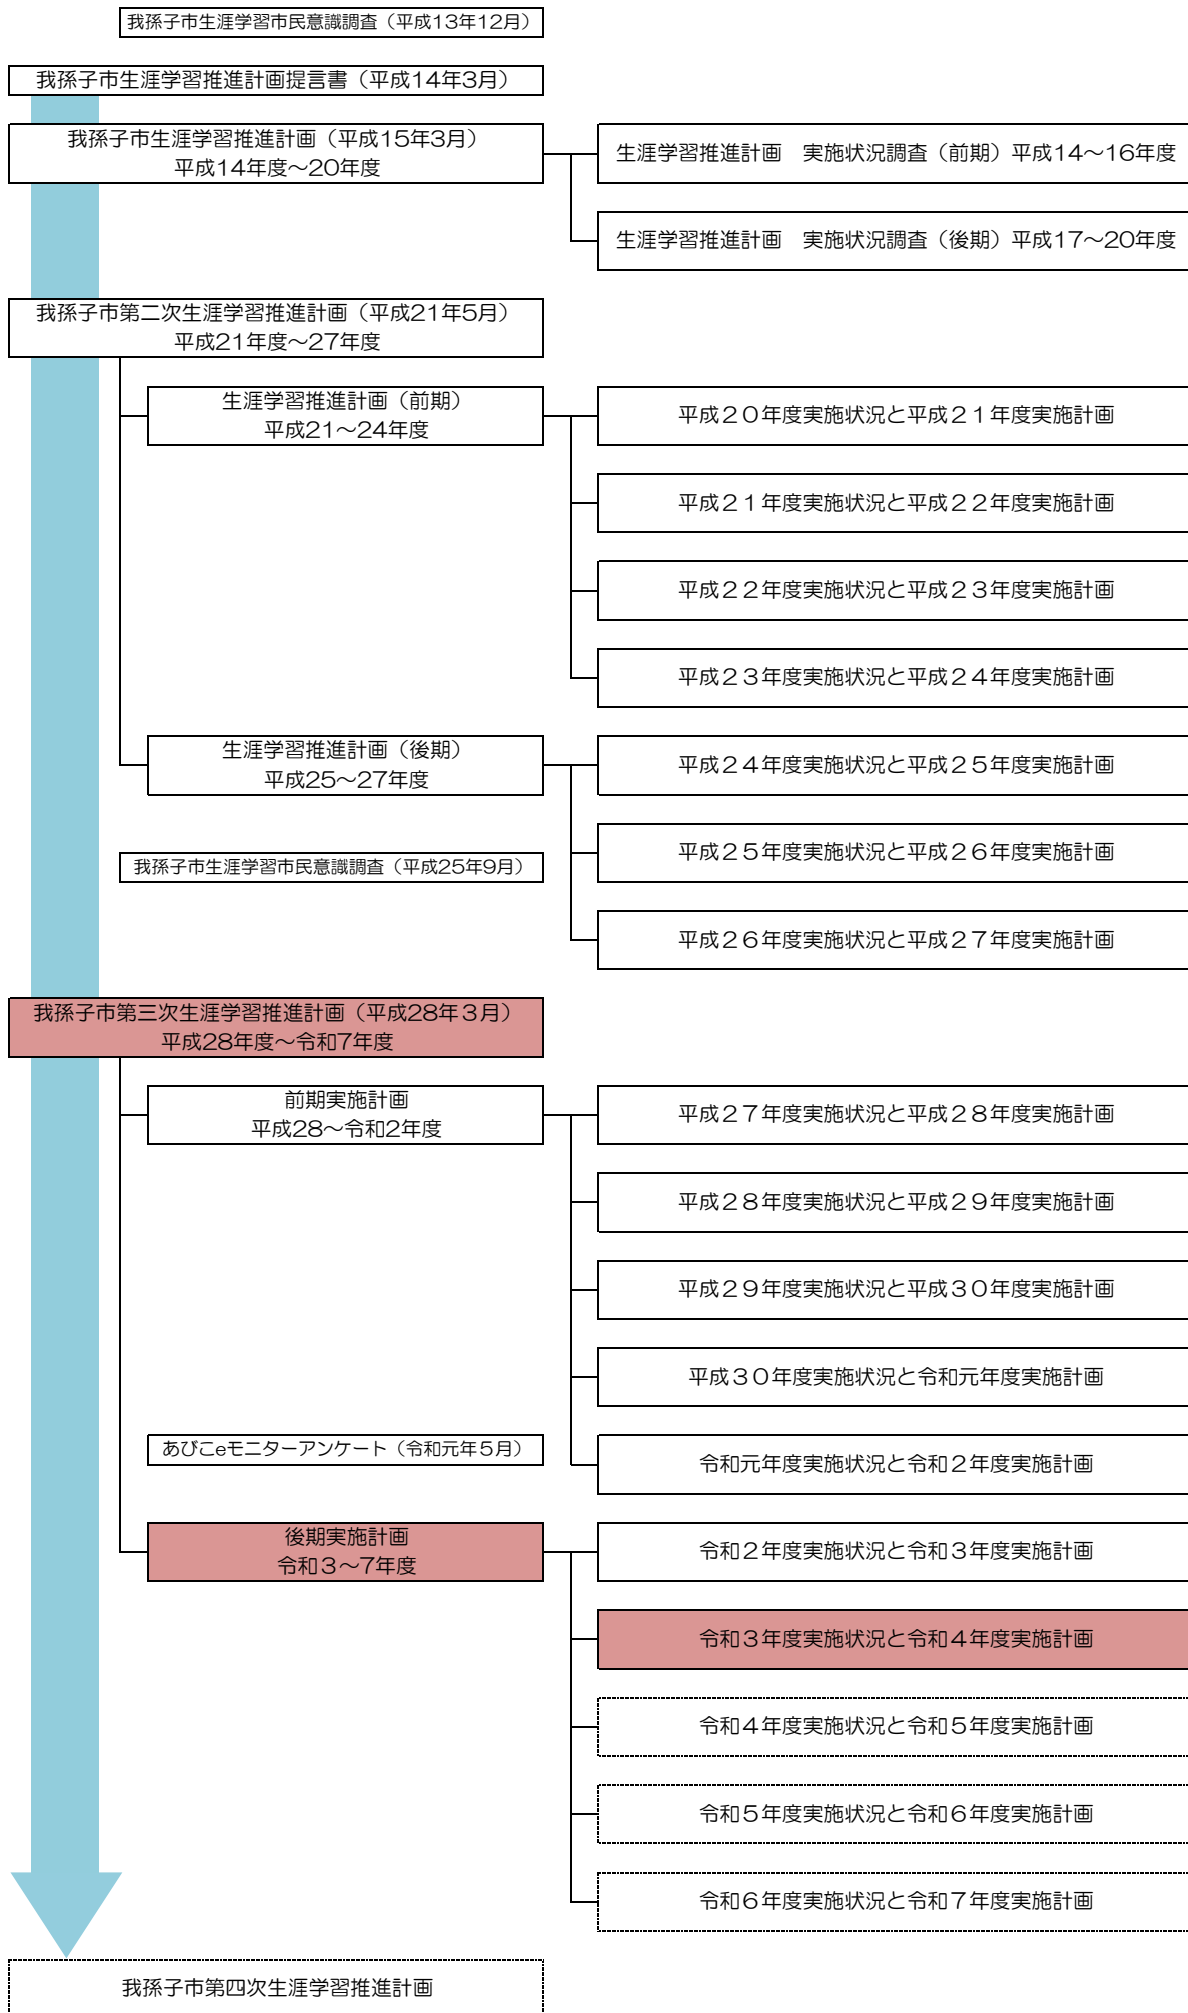 我孫子市生涯学習市民意識調査（平成13年12月）
我孫子市生涯学習推進計画提言書（平成14年3月）
我孫子市生涯学習推進計画（平成15年3月）
平成14年度～20年度
生涯学習推進計画　実施状況調査（前期）平成14～16年度
生涯学習推進計画　実施状況調査（後期）平成17～20年度
我孫子市第二次生涯学習推進計画（平成21年5月）
平成21年度～27年度
生涯学習推進計画（前期）
平成21～24年度
平成２０年度実施状況と平成２１年度実施計画
平成２１年度実施状況と平成２２年度実施計画
平成２２年度実施状況と平成２３年度実施計画
平成２３年度実施状況と平成２４年度実施計画
生涯学習推進計画（後期）
平成25～27年度
平成２４年度実施状況と平成２５年度実施計画
平成２５年度実施状況と平成２６年度実施計画
我孫子市生涯学習市民意識調査（平成25年9月）
平成２６年度実施状況と平成２７年度実施計画
我孫子市第三次生涯学習推進計画（平成28年３月）
平成28年度～令和7年度
前期実施計画
平成28～令和2年度
平成２７年度実施状況と平成２８年度実施計画
平成２８年度実施状況と平成２９年度実施計画
平成２９年度実施状況と平成３０年度実施計画
平成３０年度実施状況と令和元年度実施計画
あびこeモニターアンケート（令和元年５月）
令和元年度実施状況と令和２年度実施計画
後期実施計画
令和３～7年度
令和２年度実施状況と令和３年度実施計画
令和３年度実施状況と令和４年度実施計画
令和４年度実施状況と令和５年度実施計画
令和５年度実施状況と令和６年度実施計画
令和６年度実施状況と令和７年度実施計画
我孫子市第四次生涯学習推進計画